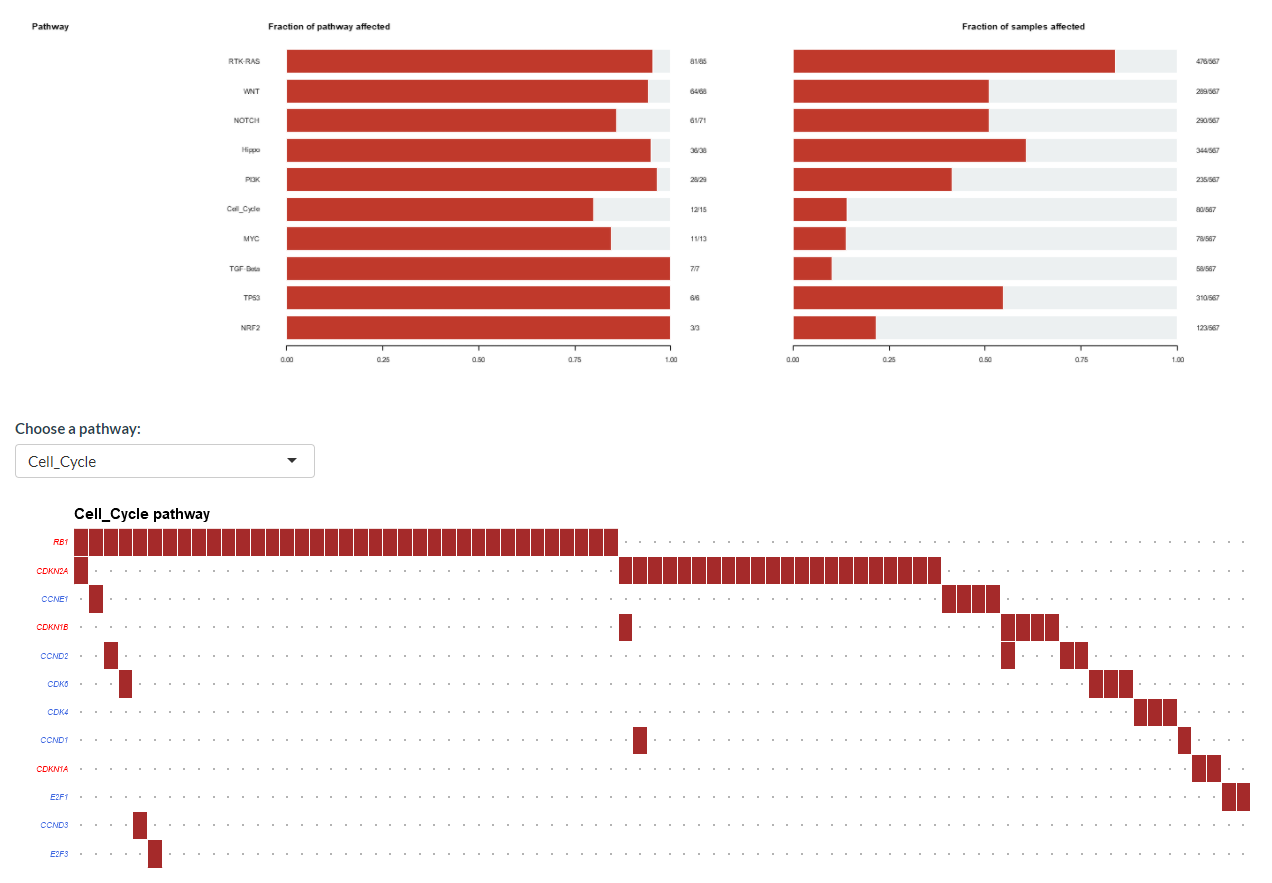 Pathway Fraction of pathway affected Fraction of samples affected
RTK-RAS 81/85 476/567
WNT 64/68 289/567
NOTCH 61/71 290/567
Hippo 36/38 344/567
PI3K 28/29 235/567
Cell_Cycle 12/15 80/567
MYC 11/13 78/567
TGF-Beta 7/7 58/567
TP53 6/6 310/567
NRF2 3/3 123/567
0.00 0.25 0.50 0.75 1.00 0.00 0.25 0.50 0.75 1.00
Choose a pathway:
Cell_Cycle
Cell_Cycle pathway
RB1
CDKN2A
CCNE1
CDKN1B
CCND2
CDK6
CDK4
CCND1
CDKN1A
E2F1
CCND3
E2F3